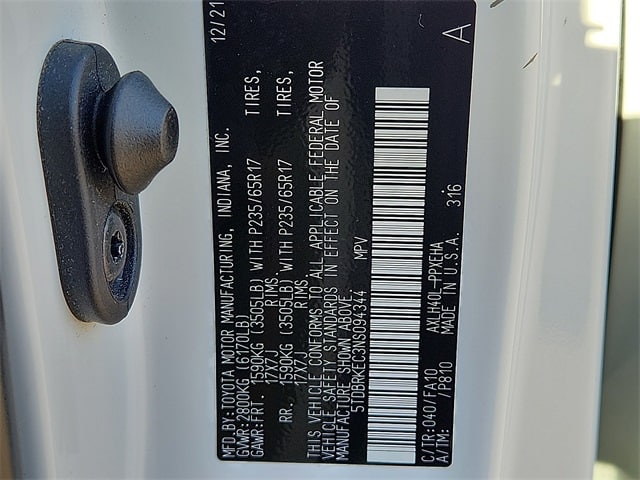 MFD.BY:TOYOTA MOTOR MANUFACTURING, INDIANA, INC. 12/21
GVWR:2800KG (6170LB)
GAWR:FRT. 1590KG (3505LB) WITH P235/65R17 TIRES,
17X7J RIMS,
RR. 1590KG (3505LB) WITH P235/65R17 TIRES,
17X7J RIMS.
THIS VEHICLE CONFORMS TO ALL APPLICABLE FEDERAL MOTOR
VEHICLE SAFETY STANDARDS IN EFFECT ON THE DATE OF
MANUFACTURE SHOWN ABOVE.
5TDBRKEC3NS094344 MPV
C/TR:040/FA10 AXLH40L-PPXEHA
A/TM: /P810 MADE IN U.S.A. 316 A